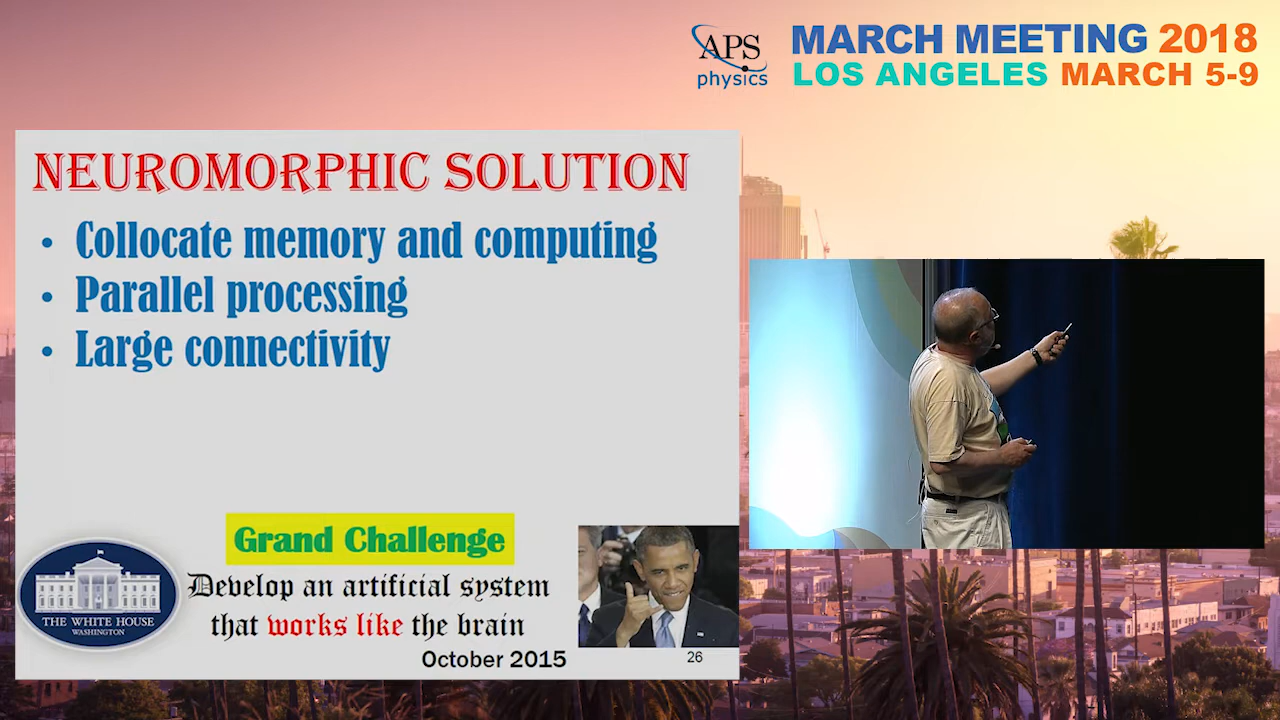 APS
physics
MARCH MEETING 2018
LOS ANGELES MARCH 5-9
NEUROMORPHIC SOLUTION
• Collocate memory and computing
• Parallel processing
• Large connectivity
Grand Challenge
Develop an artificial system
that works like the brain
October 2015
THE WHITE HOUSE
WASHINGTON
26